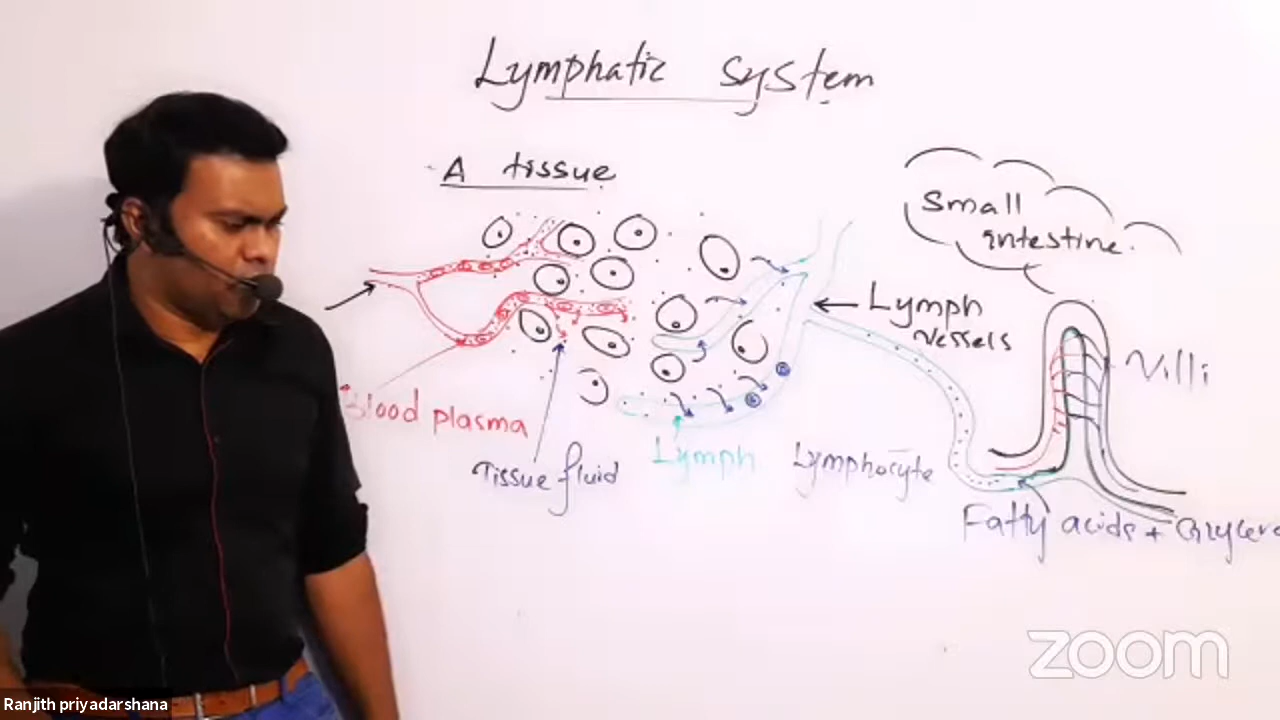 Lymphatic system
A tissue
Small
intestine.
Lymph
vessels
Villi
Blood plasma
Tissue fluid
Lymph
Lymphocyte
Fatty acids + Glycero
zoom
Ranjith priyadarshana